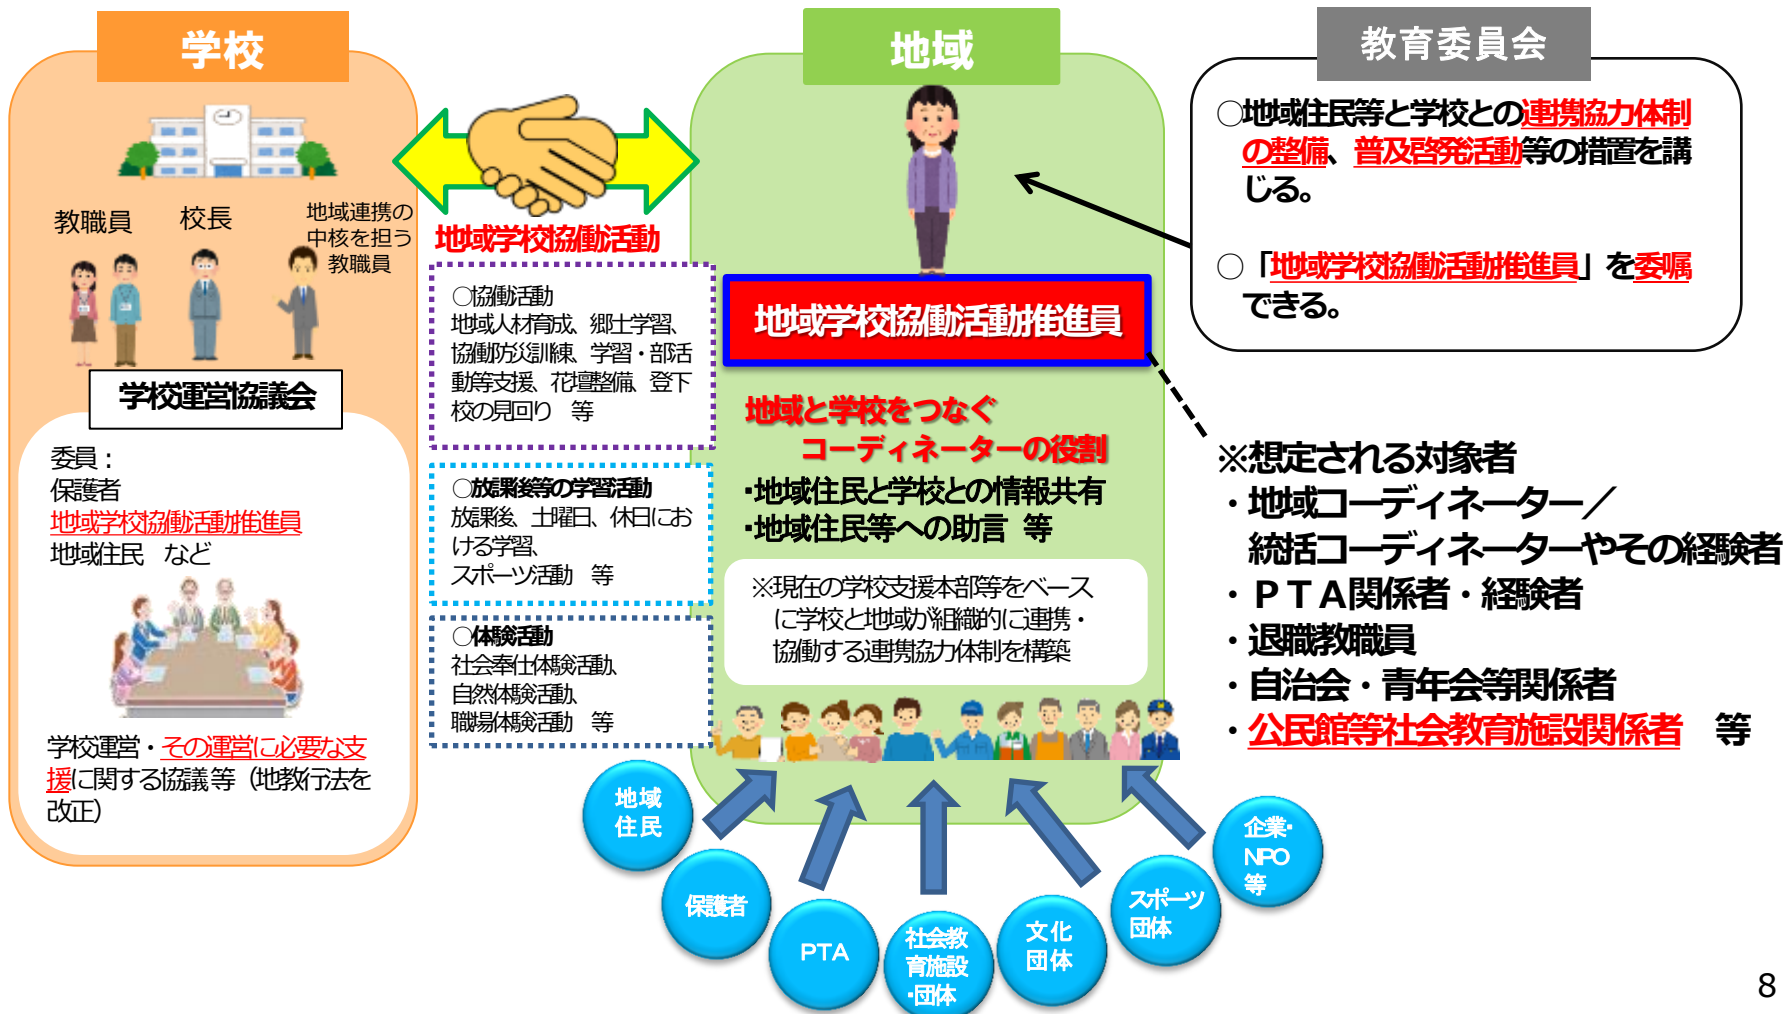 学校
教職員
校長
地域連携の
中核を担う
教職員
学校運営協議会
委員：
保護者
地域学校協働活動推進員
地域住民　など
学校運営・その運営に必要な支
援に関する協議等（地教行法を
改正）
地域学校協働活動
○協働活動
地域人材育成、郷土学習、
協働防災訓練、学習・部活
動等支援、花壇整備、登下
校の見回り　等
○放課後等の学習活動
放課後、土曜日、休日にお
ける学習、
スポーツ活動　等
○体験活動
社会奉仕体験活動、
自然体験活動、
職場体験活動　等
地域
地域学校協働活動推進員
地域と学校をつなぐ
コーディネーターの役割
・地域住民と学校との情報共有
・地域住民等への助言　等
※現在の学校支援本部等をベース
に学校と地域が組織的に連携・
協働する連携協力体制を構築
地域
住民
保護者
PTA
社会教
育施設
・団体
文化
団体
スポーツ
団体
企業・
NPO
等
教育委員会
○地域住民等と学校との連携協力体制
の整備、普及啓発活動等の措置を講
じる。
○「地域学校協働活動推進員」を委嘱
できる。
※想定される対象者
・地域コーディネーター／
統括コーディネーターやその経験者
・ＰＴＡ関係者・経験者
・退職教職員
・自治会・青年会等関係者
・公民館等社会教育施設関係者　等
8